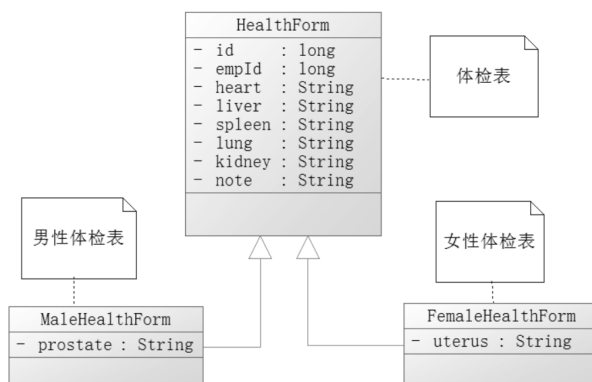 HealthForm
- id : long
- empId : long
- heart : String
- liver : String
- spleen : String
- lung : String
- kidney : String
- note : String
体检表
男性体检表
女性体检表
MaleHealthForm
- prostate : String
FemaleHealthForm
- uterus : String